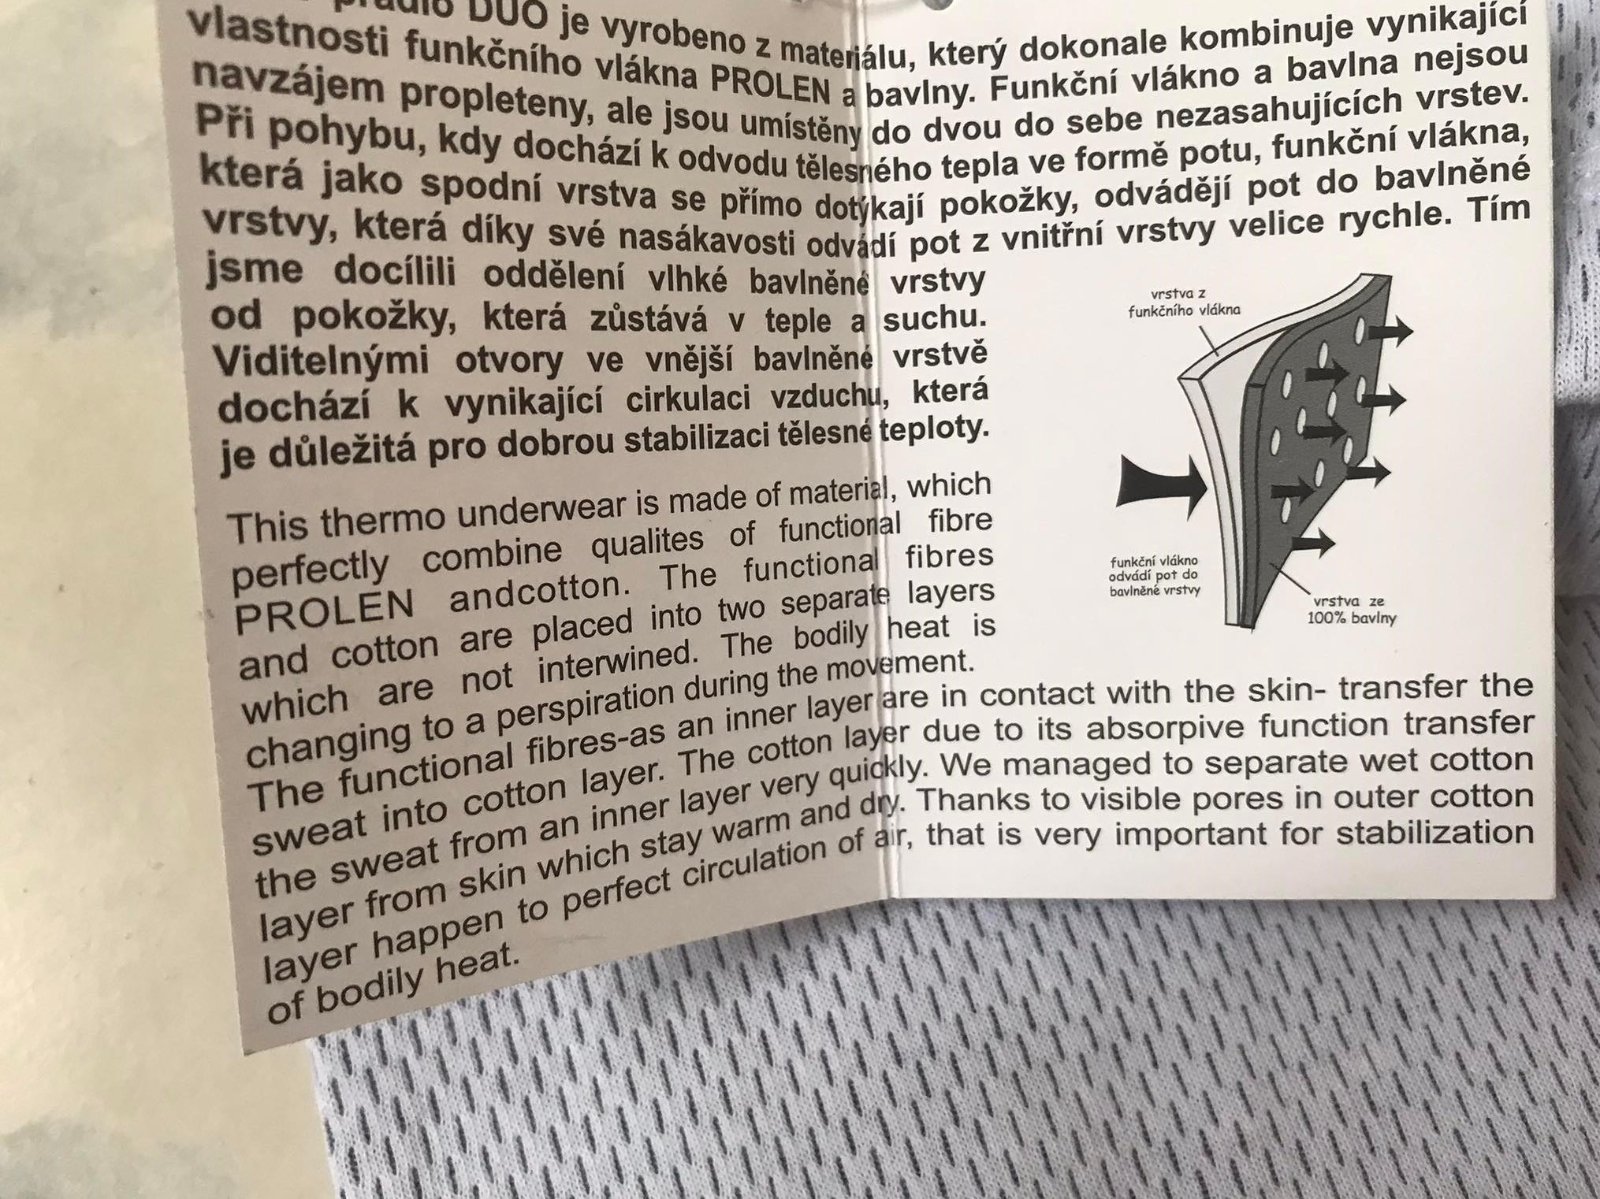 prádlo DUO je vyrobeno z materiálu, který dokonale kombinuje vynikající
vlastnosti funkčního vlákna PROLEN a bavlny. Funkční vlákno a bavlna nejsou
navzájem propleteny, ale jsou umístěny do dvou do sebe nezasahujících vrstev.
Při pohybu, kdy dochází k odvodu tělesného tepla ve formě potu, funkční vlákna,
která jako spodní vrstva se přímo dotýkají pokožky, odvádějí pot do bavlněné
vrstvy, která díky své nasákavosti odvádí pot z vnitřní vrstvy velice rychle. Tím
jsme docílili oddělení vlhké bavlněné vrstvy
od pokožky, která zůstává v teple a suchu.
Viditelnými otvory ve vnější bavlněné vrstvě
dochází k vynikající cirkulaci vzduchu, která
je důležitá pro dobrou stabilizaci tělesné teploty.
vrstva z
funkčního vlákna
funkční vlákno
odvádí pot do
bavlněné vrstvy
vrstva ze
100% bavlny
This thermo underwear is made of material, which
perfectly combine qualites of functional fibre
PROLEN andcotton. The functional fibres
and cotton are placed into two separate layers
which are not interwined. The bodily heat is
changing to a perspiration during the movement.
The functional fibres-as an inner layer are in contact with the skin- transfer the
sweat into cotton layer. The cotton layer due to its absorpive function transfer
the sweat from an inner layer very quickly. We managed to separate wet cotton
layer from skin which stay warm and dry. Thanks to visible pores in outer cotton
layer happen to perfect circulation of air, that is very important for stabilization
of bodily heat.